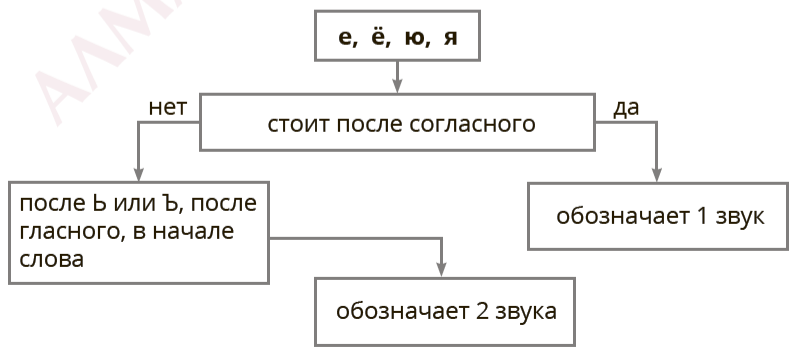 е, ё, ю, я
нет
да
стоит после согласного
после Ь или Ъ, после
гласного, в начале
слова
обозначает 1 звук
обозначает 2 звука